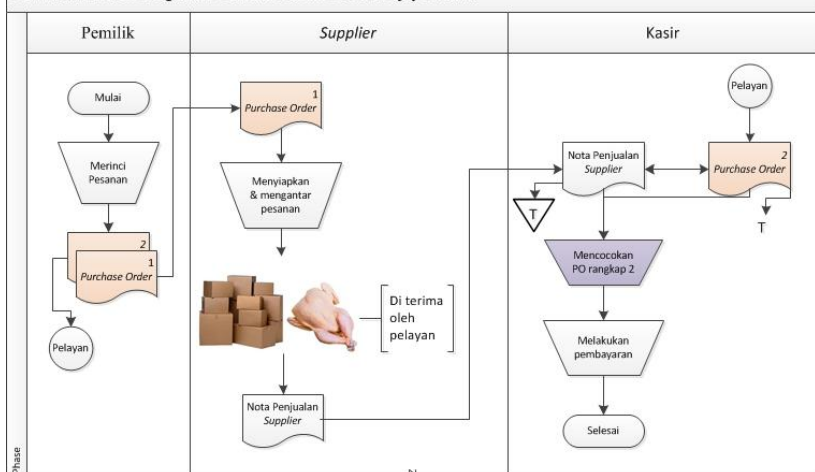 Pemilik
Supplier
Kasir
Mulai
Merinci
Pesanan
2
1
Purchase Order
Pelayan
1
Purchase Order
Menyiapkan
& mengantar
pesanan
Di terima
oleh
pelayan
Nota Penjualan
Supplier
Pelayan
Nota Penjualan
Supplier
2
Purchase Order
T
T
Mencocokan
PO rangkap 2
Melakukan
pembayaran
Selesai
Phase